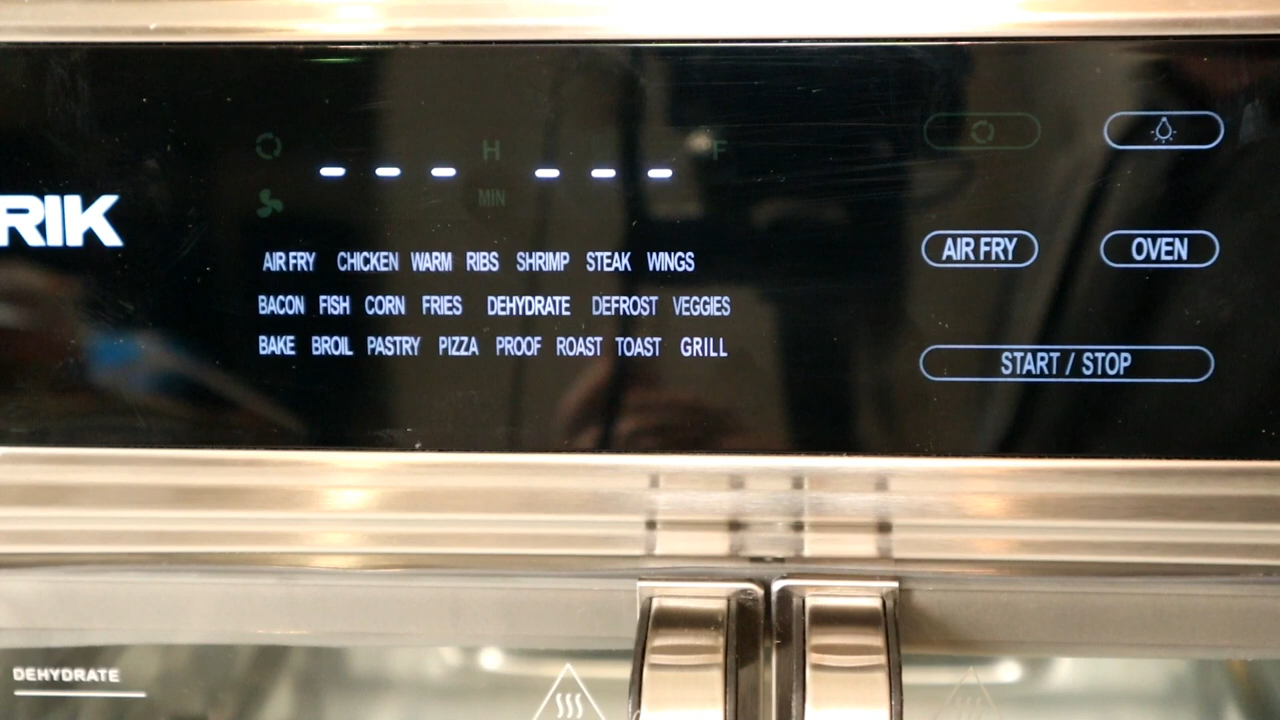 H F
- - - - - -
MIN
RIK
AIR FRY CHICKEN WARM RIBS SHRIMP STEAK WINGS
AIR FRY OVEN
BACON FISH CORN FRIES DEHYDRATE DEFROST VEGGIES
BAKE BROIL PASTRY PIZZA PROOF ROAST TOAST GRILL
START / STOP
DEHYDRATE